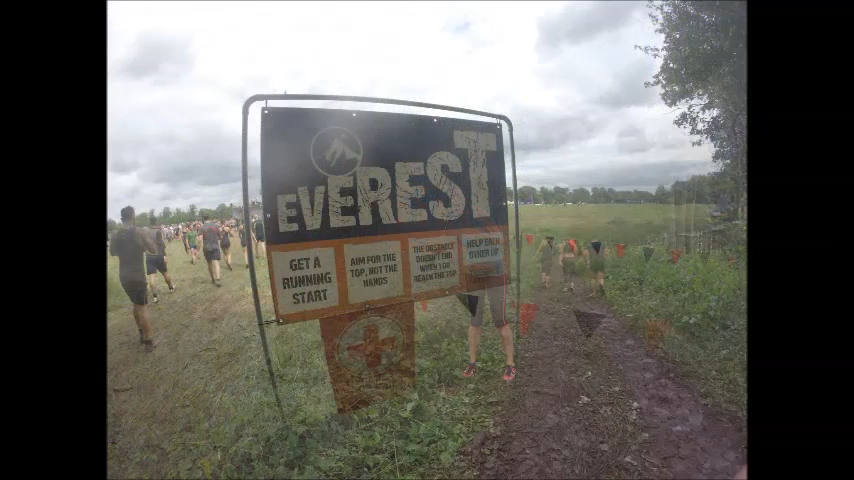 EVEREST
GET A
RUNNING
START
AIM FOR THE
TOP, NOT THE
HANDS
THE OBSTACLE
DOESN'T END
WHEN YOU
REACH THE TOP
HELP EACH
OTHER UP